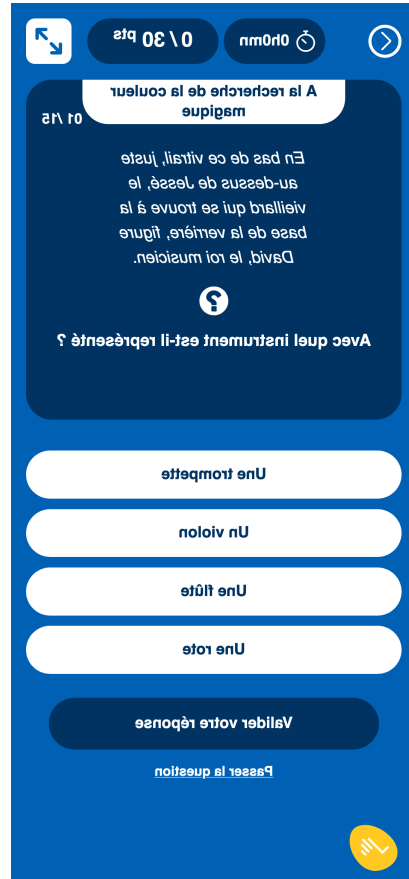 0h0mn
0 / 30 pts
A la recherche de la couleur
magique
01 /15
En bas de ce vitrail, juste
au-dessus de Jessé, le
vieillard qui se trouve à la
base de la verrière, figure
David, le roi musicien.
?
Avec quel instrument est-il représenté ?
Une trompette
Un violon
Une flûte
Une rote
Valider votre réponse
Passer la question